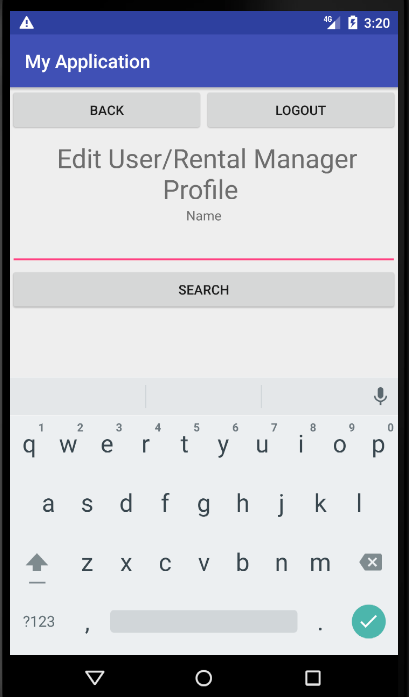 4G 3:20
My Application
BACK LOGOUT
Edit User/Rental Manager
Profile
Name
SEARCH
1 2 3 4 5 6 7 8 9 0
q w e r t y u i o p
a s d f g h j k l
z x c v b n m
?123 , .